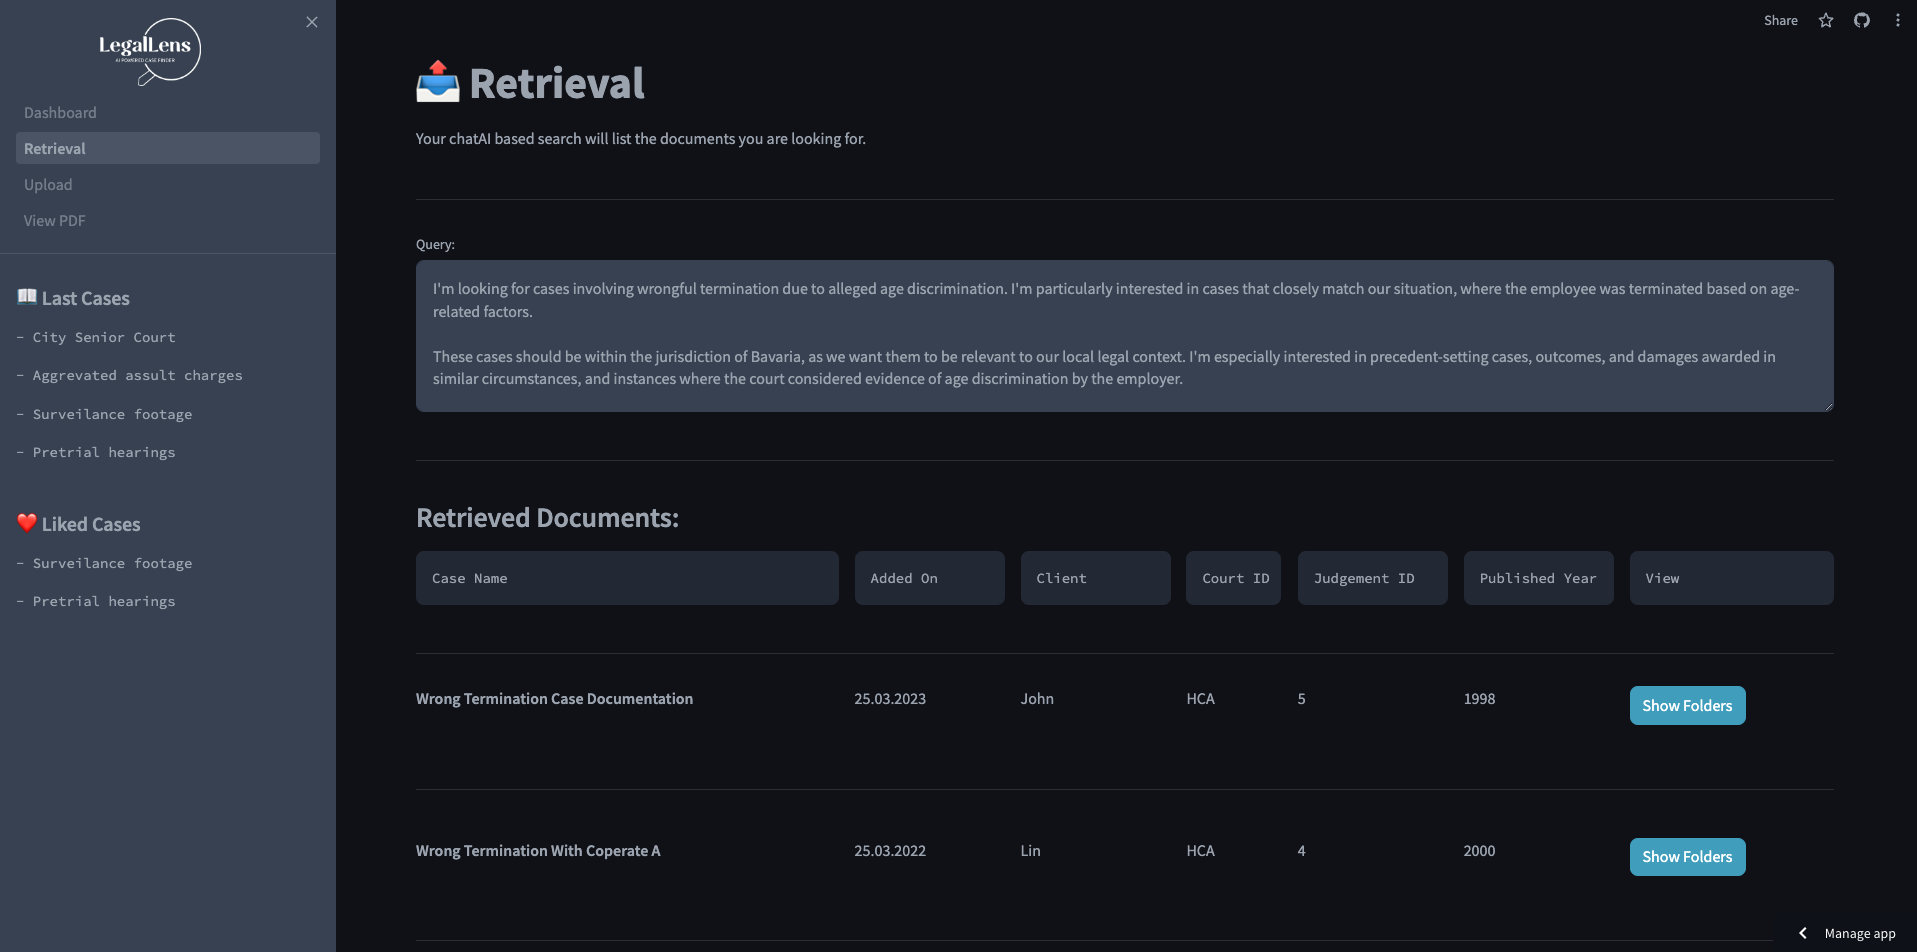 LegalLens
AI POWERED CASE FINDER
Dashboard
Retrieval
Upload
View PDF
Last Cases
- City Senior Court
- Aggrevated assult charges
- Surveilance footage
- Pretrial hearings
Liked Cases
- Surveilance footage
- Pretrial hearings
Share
Retrieval
Your chatAI based search will list the documents you are looking for.
Query:
I'm looking for cases involving wrongful termination due to alleged age discrimination. I'm particularly interested in cases that closely match our situation, where the employee was terminated based on age-
related factors.
These cases should be within the jurisdiction of Bavaria, as we want them to be relevant to our local legal context. I'm especially interested in precedent-setting cases, outcomes, and damages awarded in
similar circumstances, and instances where the court considered evidence of age discrimination by the employer.
Retrieved Documents:
Case Name Added On Client Court ID Judgement ID Published Year View
Wrong Termination Case Documentation 25.03.2023 John HCA 5 1998 Show Folders
Wrong Termination With Coperate A 25.03.2022 Lin HCA 4 2000 Show Folders
Manage app